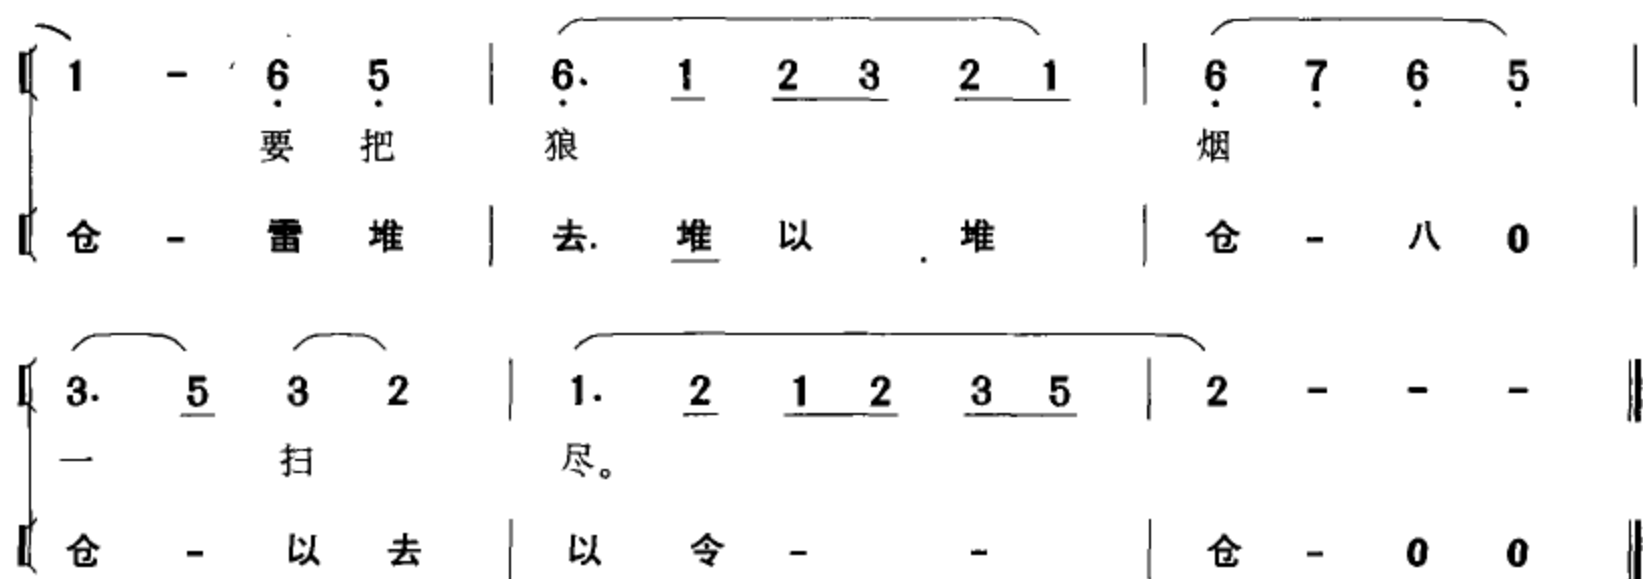 1 - 6 5 | 6. 1 2 3 2 1 | 6 7 6 5 |
要 把 狼 烟
仓 - 雷 堆 | 去. 堆 以 堆 | 仓 - 八 0 |
3. 5 3 2 | 1. 2 1 2 3 5 | 2 - - - ‖
一 扫 尽。
仓 - 以 去 | 以 令 - - | 仓 - 0 0 ‖